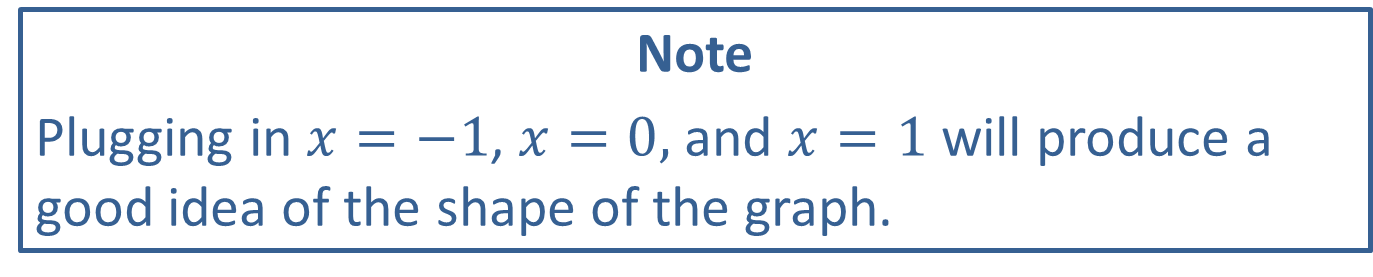 Note
Plugging in 𝑥 = −1, 𝑥 = 0, and 𝑥 = 1 will produce a
good idea of the shape of the graph.